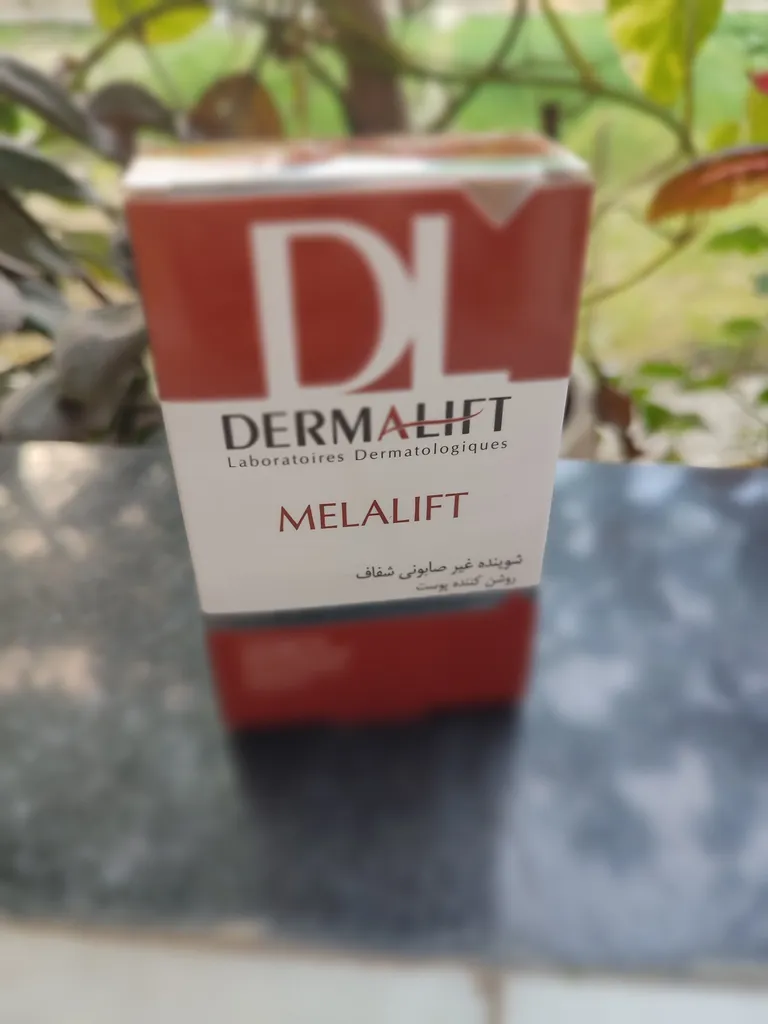 DL
DERMALIFT
Laboratoires Dermatologiques
MELALIFT
شوینده غیر صابونی شفاف
روشن کننده پوست